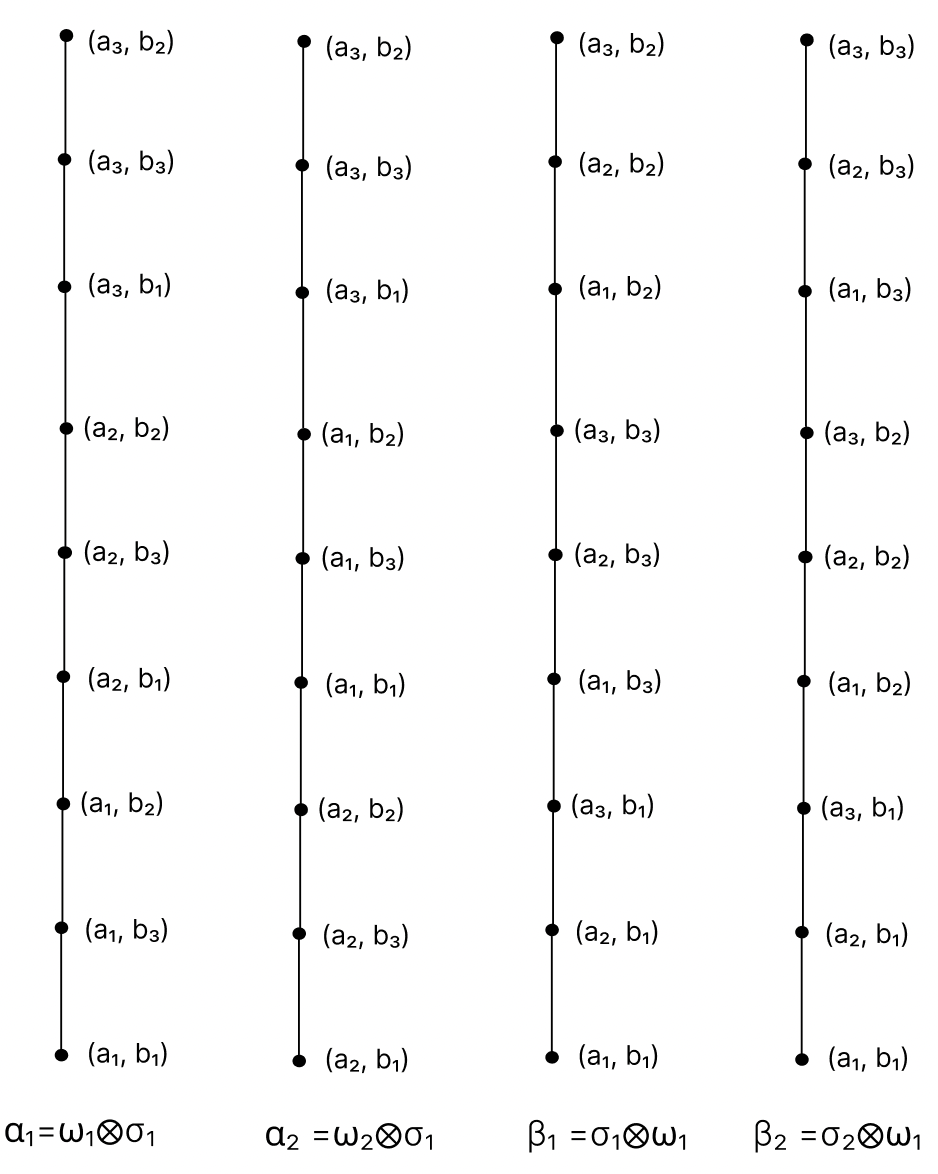 (a₃, b₂) (a₃, b₂) (a₃, b₂) (a₃, b₃)
(a₃, b₃) (a₃, b₃) (a₂, b₂) (a₂, b₃)
(a₃, b₁) (a₃, b₁) (a₁, b₂) (a₁, b₃)
(a₂, b₂) (a₁, b₂) (a₃, b₃) (a₃, b₂)
(a₂, b₃) (a₁, b₃) (a₂, b₃) (a₂, b₂)
(a₂, b₁) (a₁, b₁) (a₁, b₃) (a₁, b₂)
(a₁, b₂) (a₂, b₂) (a₃, b₁) (a₃, b₁)
(a₁, b₃) (a₂, b₃) (a₂, b₁) (a₂, b₁)
(a₁, b₁) (a₂, b₁) (a₁, b₁) (a₁, b₁)
α₁=ω₁⊗σ₁ α₂ =ω₂⊗σ₁ β₁ =σ₁⊗ω₁ β₂ =σ₂⊗ω₁